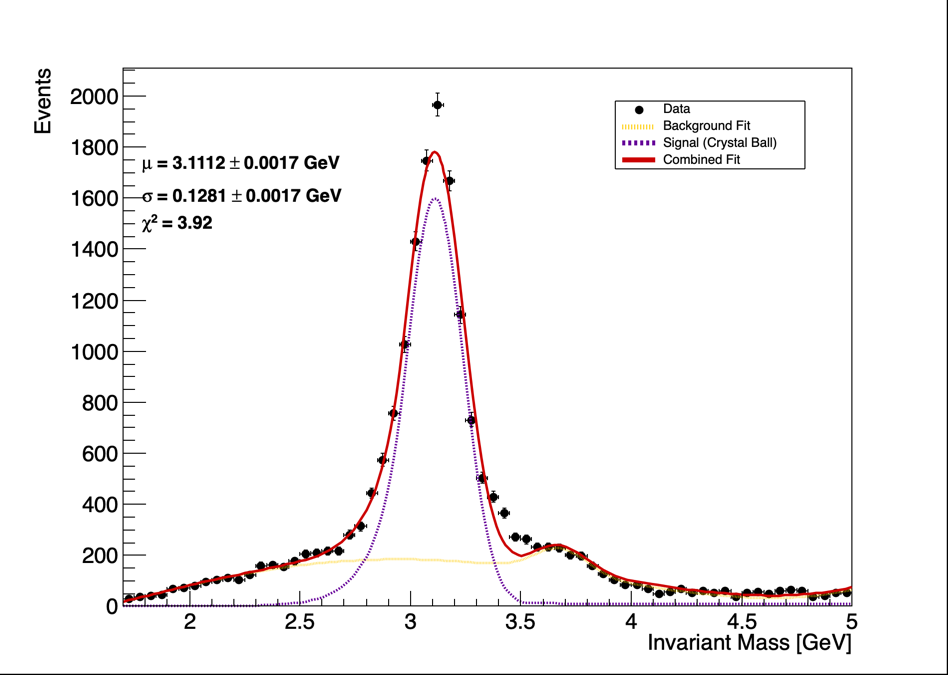 Events
2000
1800
1600
1400
1200
1000
800
600
400
200
0
μ = 3.1112 ± 0.0017 GeV
σ = 0.1281 ± 0.0017 GeV
χ² = 3.92
Data
Background Fit
Signal (Crystal Ball)
Combined Fit
2 2.5 3 3.5 4 4.5 5
Invariant Mass [GeV]